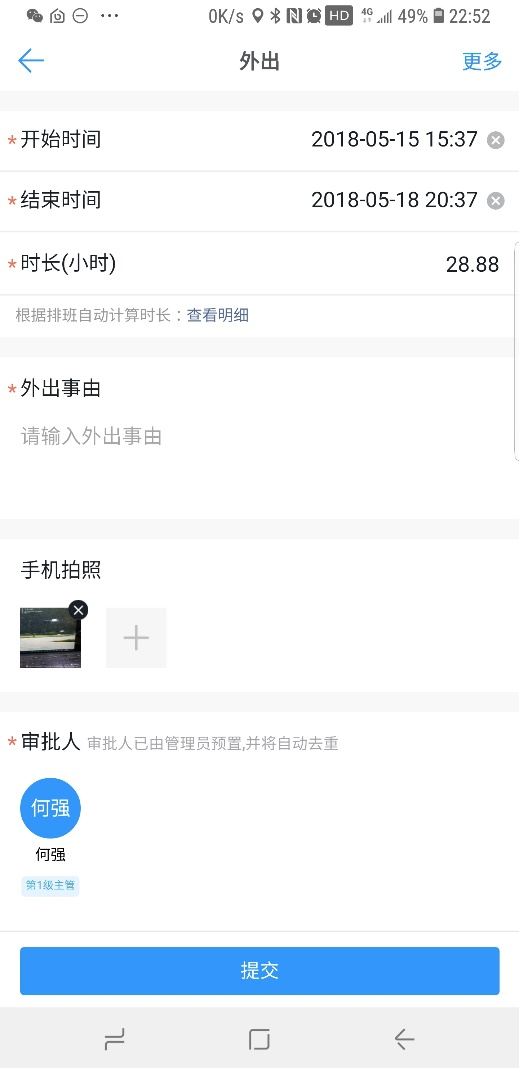 0K/s HD 4G 49% 22:52
外出
更多
*开始时间 2018-05-15 15:37
*结束时间 2018-05-18 20:37
*时长(小时) 28.88
根据排班自动计算时长：查看明细
*外出事由
请输入外出事由
手机拍照
*审批人 审批人已由管理员预置,并将自动去重
何强
何强
第1级主管
提交